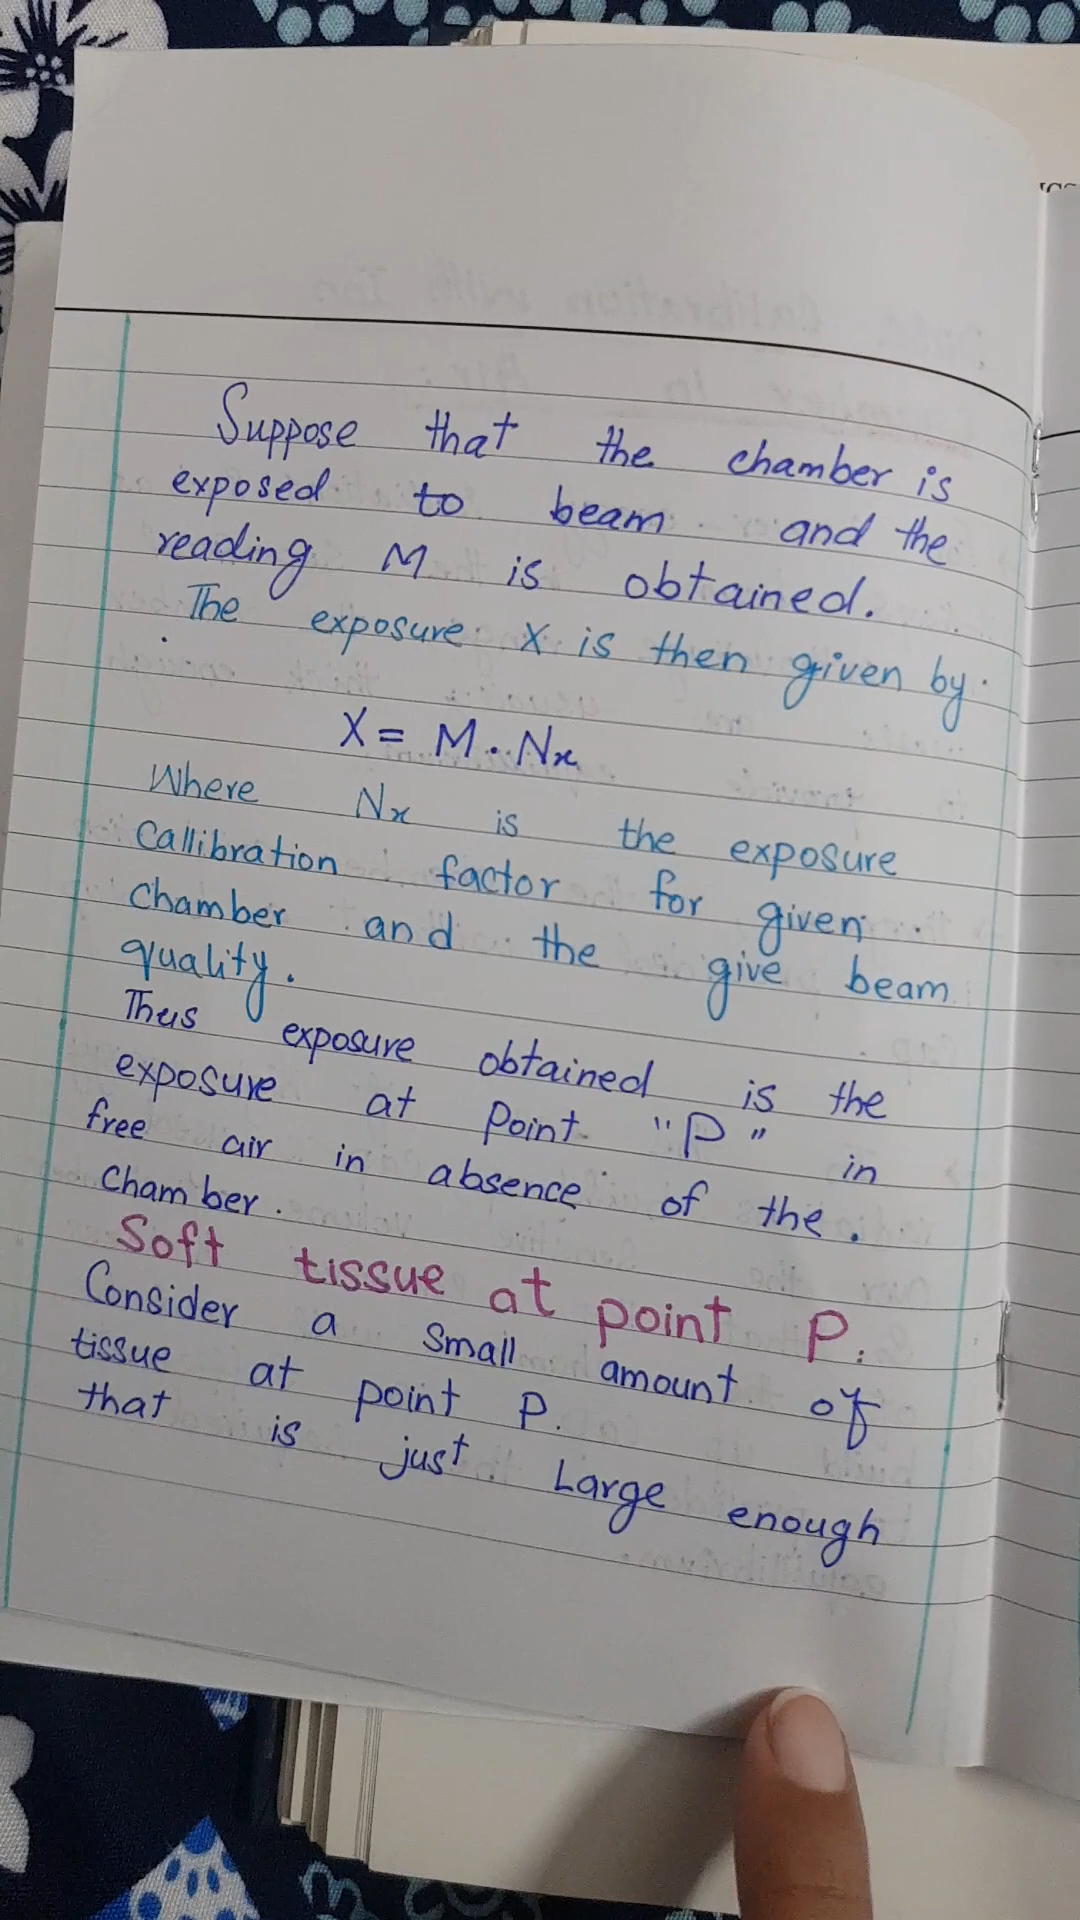 Suppose that the chamber is
exposed to beam and the
reading M is obtained.
The exposure X is then given by
X = M . Nx
Where Nx is the exposure
Callibration factor for given
chamber and the give beam
quality.
Thus exposure obtained is the
exposure at Point "P" in
free air in absence of the.
Chamber.
Soft tissue at point P.
Consider a small amount of
tissue at point P.
that is just Large enough